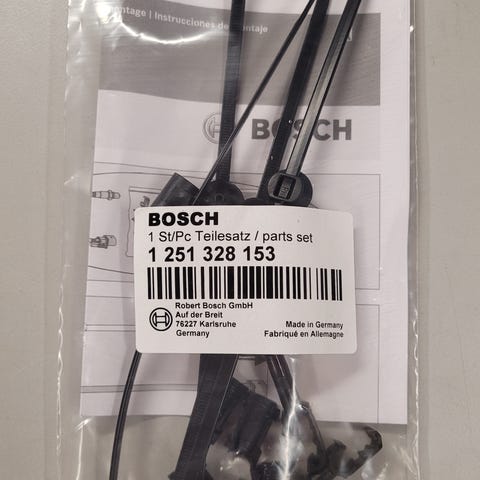 ontage | Instrucciones de montaje
BOSCH
BOSCH
1 St/Pc Teilesatz / parts set
1 251 328 153
Robert Bosch GmbH
Auf der Breit
76227 Karlsruhe
Germany
Made in Germany
Fabriqué en Allemagne